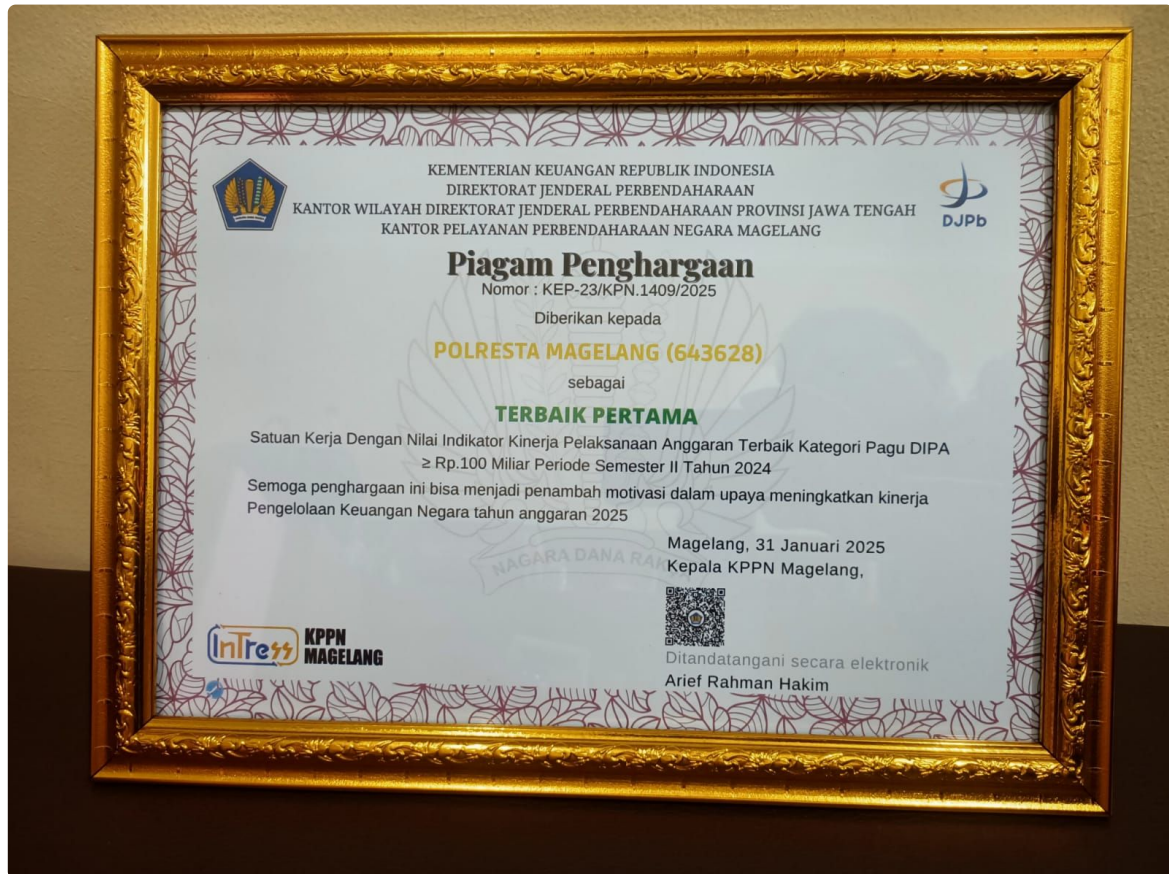 KEMENTERIAN KEUANGAN REPUBLIK INDONESIA
DIREKTORAT JENDERAL PERBENDAHARAAN
KANTOR WILAYAH DIREKTORAT JENDERAL PERBENDAHARAAN PROVINSI JAWA TENGAH
KANTOR PELAYANAN PERBENDAHARAAN NEGARA MAGELANG
DJPb
Piagam Penghargaan
Nomor : KEP-23/KPN.1409/2025
Diberikan kepada
POLRESTA MAGELANG (643628)
sebagai
TERBAIK PERTAMA
Satuan Kerja Dengan Nilai Indikator Kinerja Pelaksanaan Anggaran Terbaik Kategori Pagu DIPA
≥ Rp.100 Miliar Periode Semester II Tahun 2024
Semoga penghargaan ini bisa menjadi penambah motivasi dalam upaya meningkatkan kinerja
Pengelolaan Keuangan Negara tahun anggaran 2025
NAGARA DANA
Magelang, 31 Januari 2025
Kepala KPPN Magelang,
Ditandatangani secara elektronik
Arief Rahman Hakim
InTress
KPPN
MAGELANG